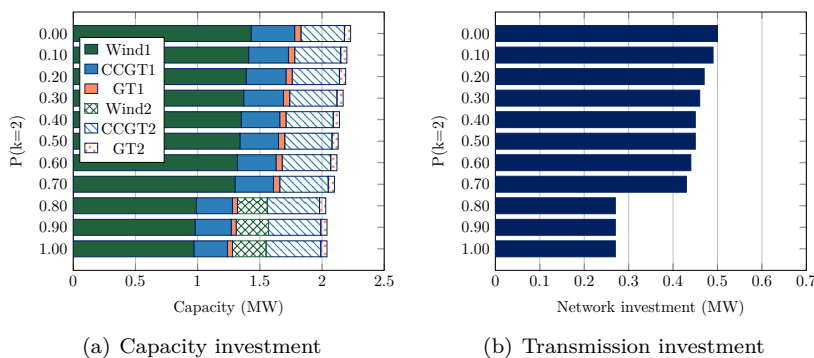 P(k=2)
0.00
0.10
0.20
0.30
0.40
0.50
0.60
0.70
0.80
0.90
1.00
Wind1
CCGT1
GT1
Wind2
CCGT2
GT2
0 0.5 1 1.5 2 2.5
Capacity (MW)
(a) Capacity investment
P(k=2)
0.00
0.10
0.20
0.30
0.40
0.50
0.60
0.70
0.80
0.90
1.00
0 0.1 0.2 0.3 0.4 0.5 0.6 0.7
Network investment (MW)
(b) Transmission investment